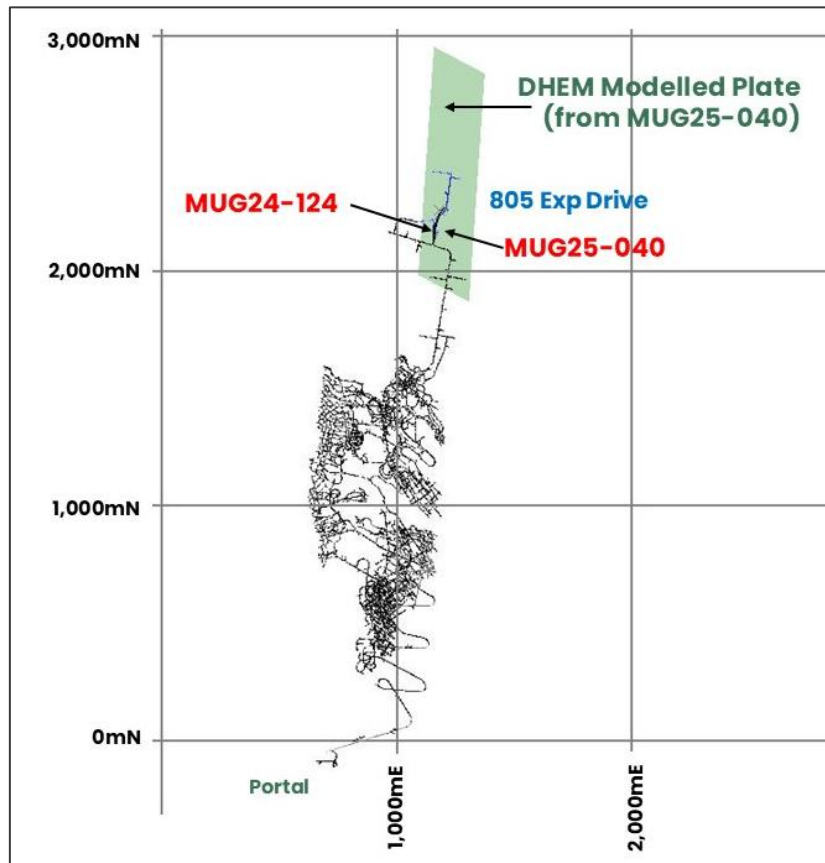 3,000mN
DHEM Modelled Plate
(from MUG25-040)
MUG24-124
805 Exp Drive
MUG25-040
2,000mN
1,000mN
0mN
Portal
1,000mE
2,000mE